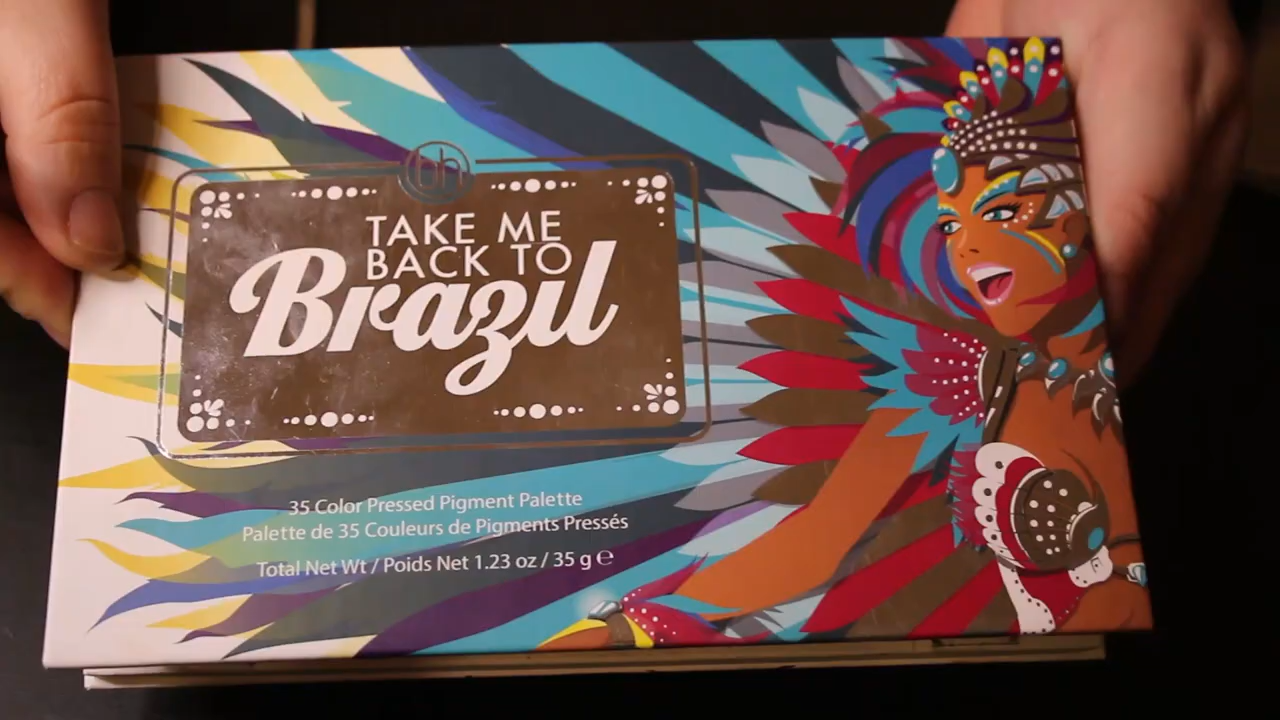 bh
TAKE ME
BACK TO
Brazil
35 Color Pressed Pigment Palette
Palette de 35 Couleurs de Pigments Pressés
Total Net Wt / Poids Net 1.23 oz / 35 g ℮